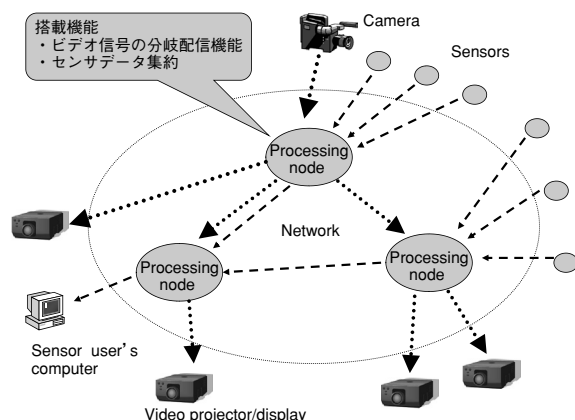 搭載機能
・ビデオ信号の分岐配信機能
・センサデータ集約
Camera
Sensors
Processing
node
Network
Processing
node
Processing
node
Sensor user's
computer
Video projector/display